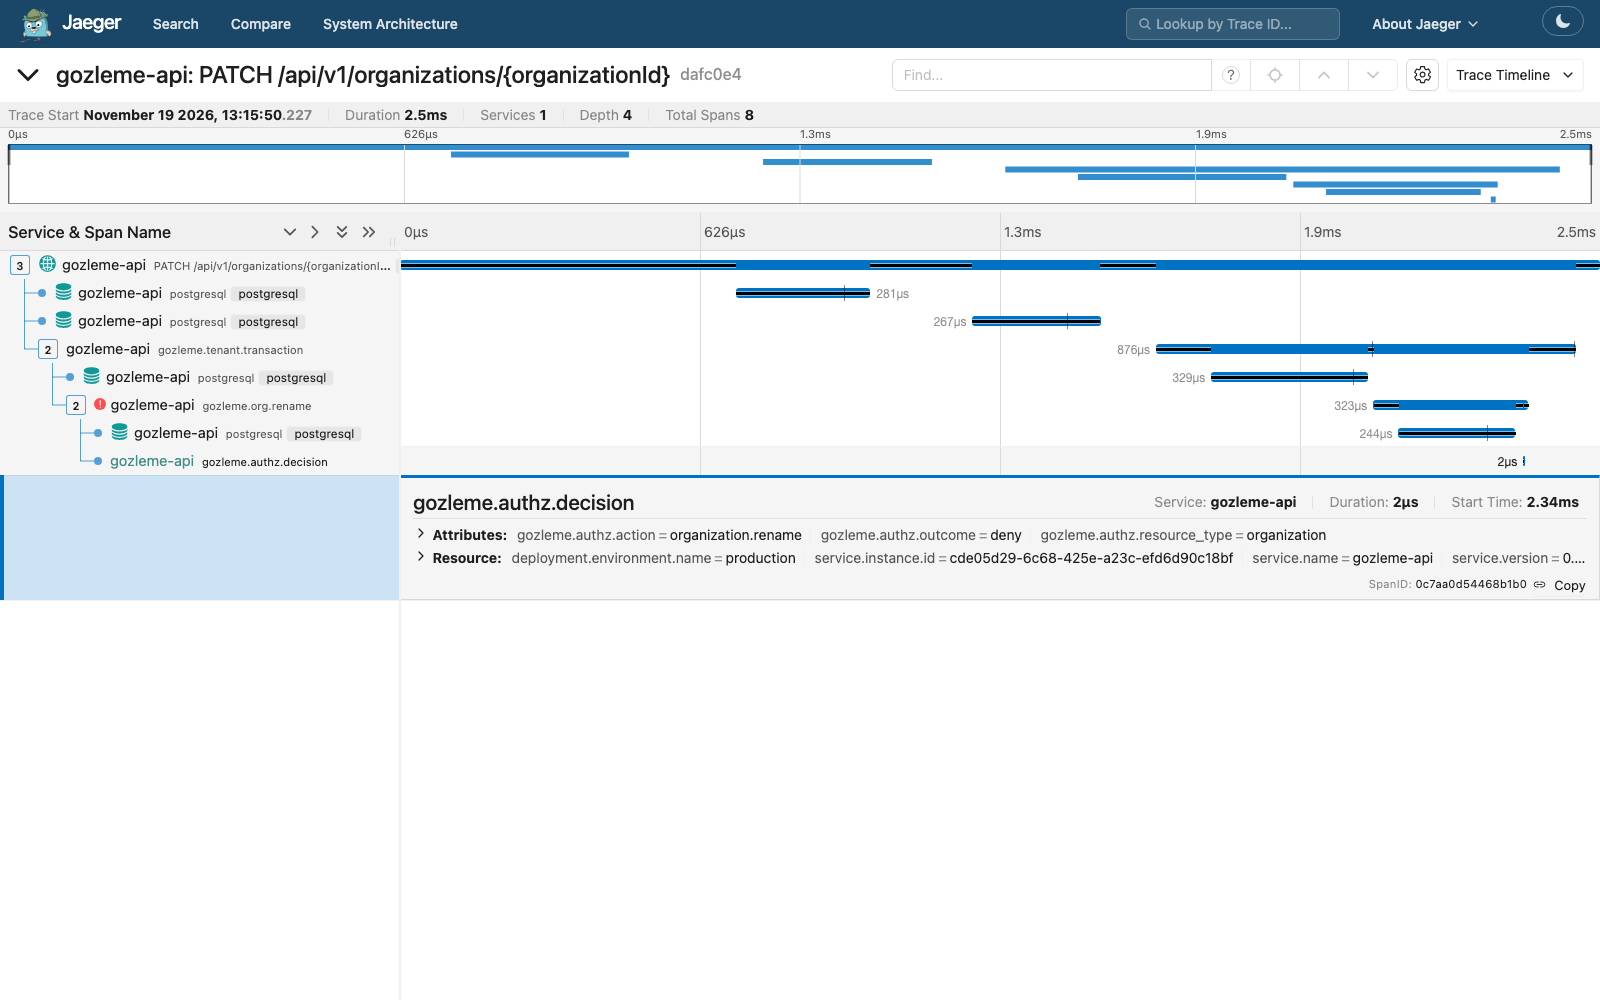 Jaeger Search Compare System Architecture Lookup by Trace ID... About Jaeger
gozleme-api: PATCH /api/v1/organizations/{organizationId} dafc0e4 Find... ? Trace Timeline
Trace Start November 19 2026, 13:15:50.227 Duration 2.5ms Services 1 Depth 4 Total Spans 8
0μs 626μs 1.3ms 1.9ms 2.5ms
Service & Span Name 0μs 626μs 1.3ms 1.9ms 2.5ms
3 gozleme-api PATCH /api/v1/organizations/{organizationI...
gozleme-api postgresql postgresql 281μs
gozleme-api postgresql postgresql 267μs
2 gozleme-api gozleme.tenant.transaction 876μs
gozleme-api postgresql postgresql 329μs
2 ! gozleme-api gozleme.org.rename 323μs
gozleme-api postgresql postgresql 244μs
gozleme-api gozleme.authz.decision 2μs
gozleme.authz.decision Service: gozleme-api Duration: 2μs Start Time: 2.34ms
Attributes: gozleme.authz.action = organization.rename gozleme.authz.outcome = deny gozleme.authz.resource_type = organization
Resource: deployment.environment.name = production service.instance.id = cde05d29-6c68-425e-a23c-efd6d90c18bf service.name = gozleme-api service.version = 0....
SpanID: 0c7aa0d54468b1b0 Copy